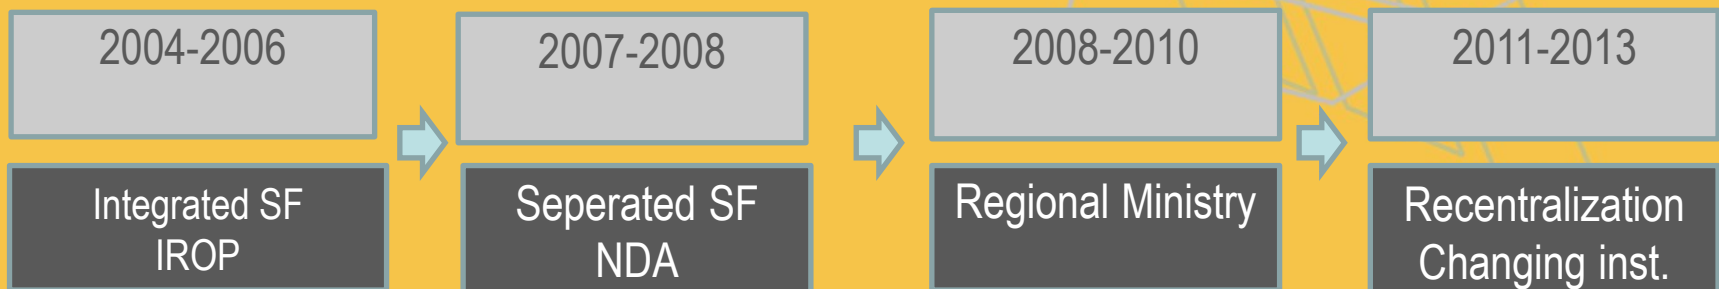 2004-2006
2007-2008
2008-2010
2011-2013
Integrated SF
IROP
Seperated SF
NDA
Regional Ministry
Recentralization
Changing inst.